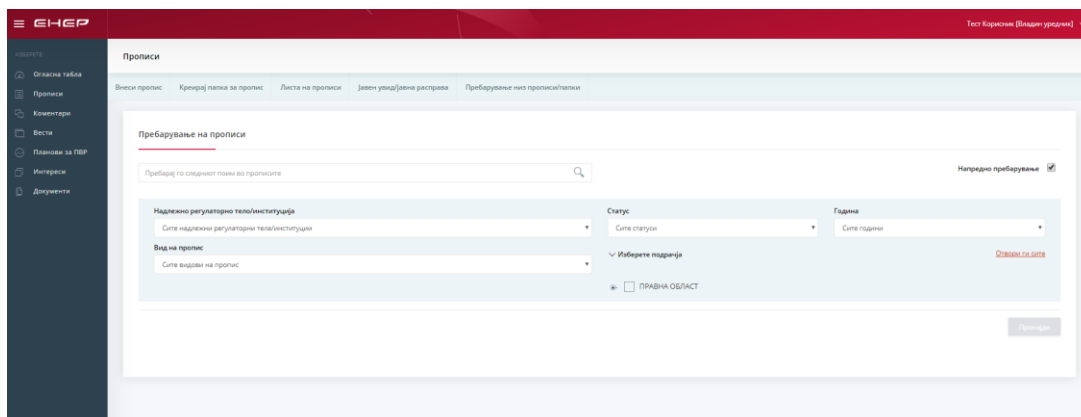 ЕНЕР
Тест Корисник [Владин уредник]
ИЗБЕРЕТЕ
Огласна табла
Прописи
Коментари
Вести
Планови за ПВР
Интереси
Документи
Прописи
Внеси пропис Креирај папка за пропис Листа на прописи Јавен увид/Јавна расправа Пребарување низ прописи/папки
Пребарување на прописи
Пребарај го следниот поим во прописите
Напредно пребарување
Надлежно регулаторно тело/институција Статус Година
Сите надлежни регулаторни тела/институции Сите статуси Сите години
Вид на пропис
Сите видови на пропис
Изберете подрачја Отвори ги сите
ПРАВНА ОБЛАСТ
Пронајди